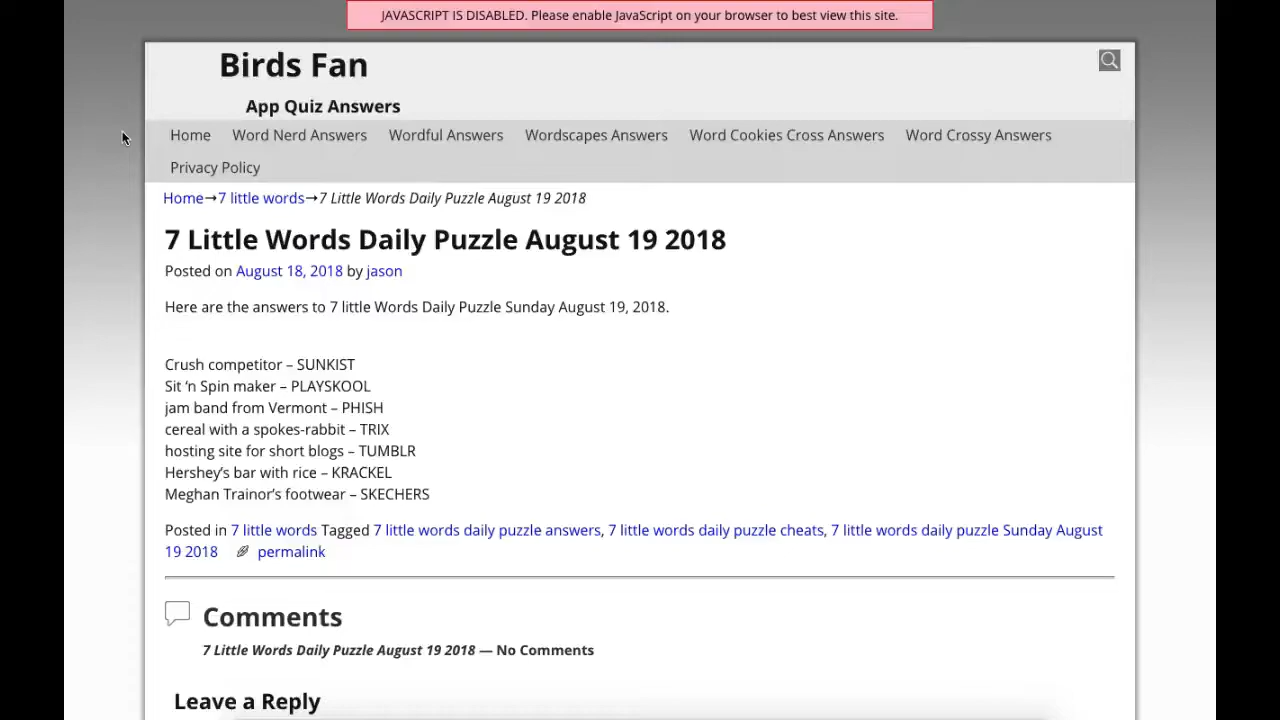 JAVASCRIPT IS DISABLED. Please enable JavaScript on your browser to best view this site.
Birds Fan
App Quiz Answers
Home Word Nerd Answers Wordful Answers Wordscapes Answers Word Cookies Cross Answers Word Crossy Answers
Privacy Policy
Home→7 little words→7 Little Words Daily Puzzle August 19 2018
7 Little Words Daily Puzzle August 19 2018
Posted on August 18, 2018 by jason
Here are the answers to 7 little Words Daily Puzzle Sunday August 19, 2018.
Crush competitor – SUNKIST
Sit ‘n Spin maker – PLAYSKOOL
jam band from Vermont – PHISH
cereal with a spokes-rabbit – TRIX
hosting site for short blogs – TUMBLR
Hershey’s bar with rice – KRACKEL
Meghan Trainor’s footwear – SKECHERS
Posted in 7 little words Tagged 7 little words daily puzzle answers, 7 little words daily puzzle cheats, 7 little words daily puzzle Sunday August
19 2018 permalink
Comments
7 Little Words Daily Puzzle August 19 2018 — No Comments
Leave a Reply